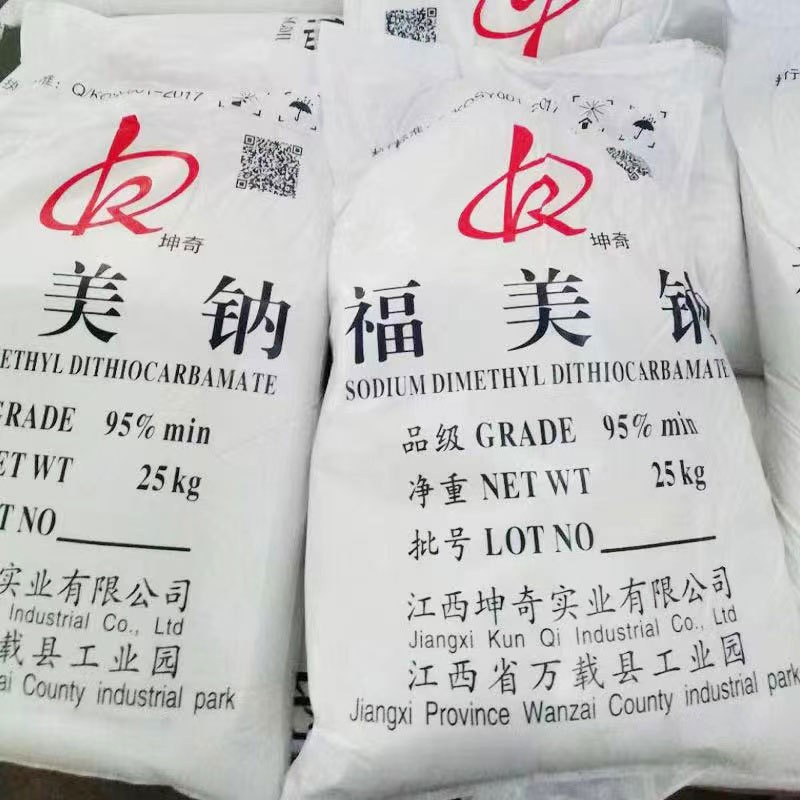 2017
坤奇
美 钠
ETHYL DITHIOCARBAMATE
GRADE 95% min
ET WT 25kg
T NO
实业有限公司
Industrial Co., Ltd
载县工业园
ai County industrial park
坤奇
福 美 钠
SODIUM DIMETHYL DITHIOCARBAMATE
品级 GRADE 95% min
净重 NET WT 25kg
批号 LOT NO
江西坤奇实业有限公司
Jiangxi Kun Qi Industrial Co., Ltd
江西省万载县工业园
Jiangxi Province Wanzai County industrial park